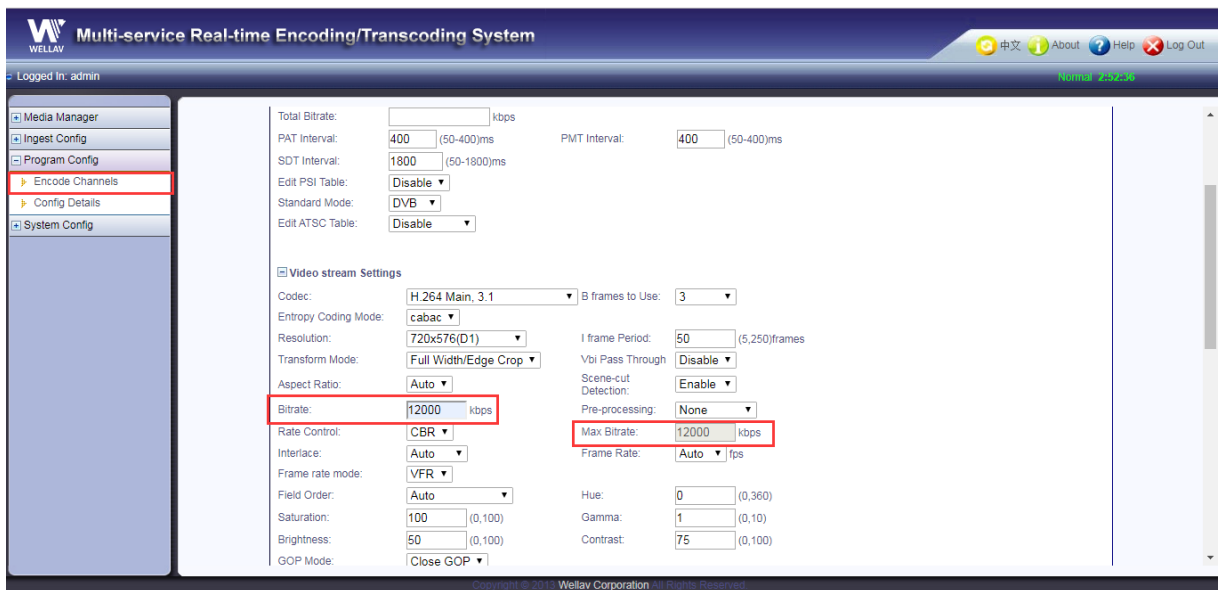 WELLAV
Multi-service Real-time Encoding/Transcoding System
中文 About Help Log Out
Logged In: admin
Normal 2:52:36
Media Manager
Ingest Config
Program Config
Encode Channels
Config Details
System Config
Total Bitrate: kbps
PAT Interval: 400 (50-400)ms PMT Interval: 400 (50-400)ms
SDT Interval: 1800 (50-1800)ms
Edit PSI Table: Disable
Standard Mode: DVB
Edit ATSC Table: Disable
Video stream Settings
Codec: H.264 Main, 3.1 B frames to Use: 3
Entropy Coding Mode: cabac
Resolution: 720x576(D1) I frame Period: 50 (5,250)frames
Transform Mode: Full Width/Edge Crop Vbi Pass Through Disable
Aspect Ratio: Auto Scene-cut Detection: Enable
Bitrate: 12000 kbps Pre-processing: None
Rate Control: CBR Max Bitrate: 12000 kbps
Interlace: Auto Frame Rate: Auto fps
Frame rate mode: VFR
Field Order: Auto Hue: 0 (0,360)
Saturation: 100 (0,100) Gamma: 1 (0,10)
Brightness: 50 (0,100) Contrast: 75 (0,100)
GOP Mode: Close GOP
Copyright © 2013 Wellav Corporation All Rights Reserved